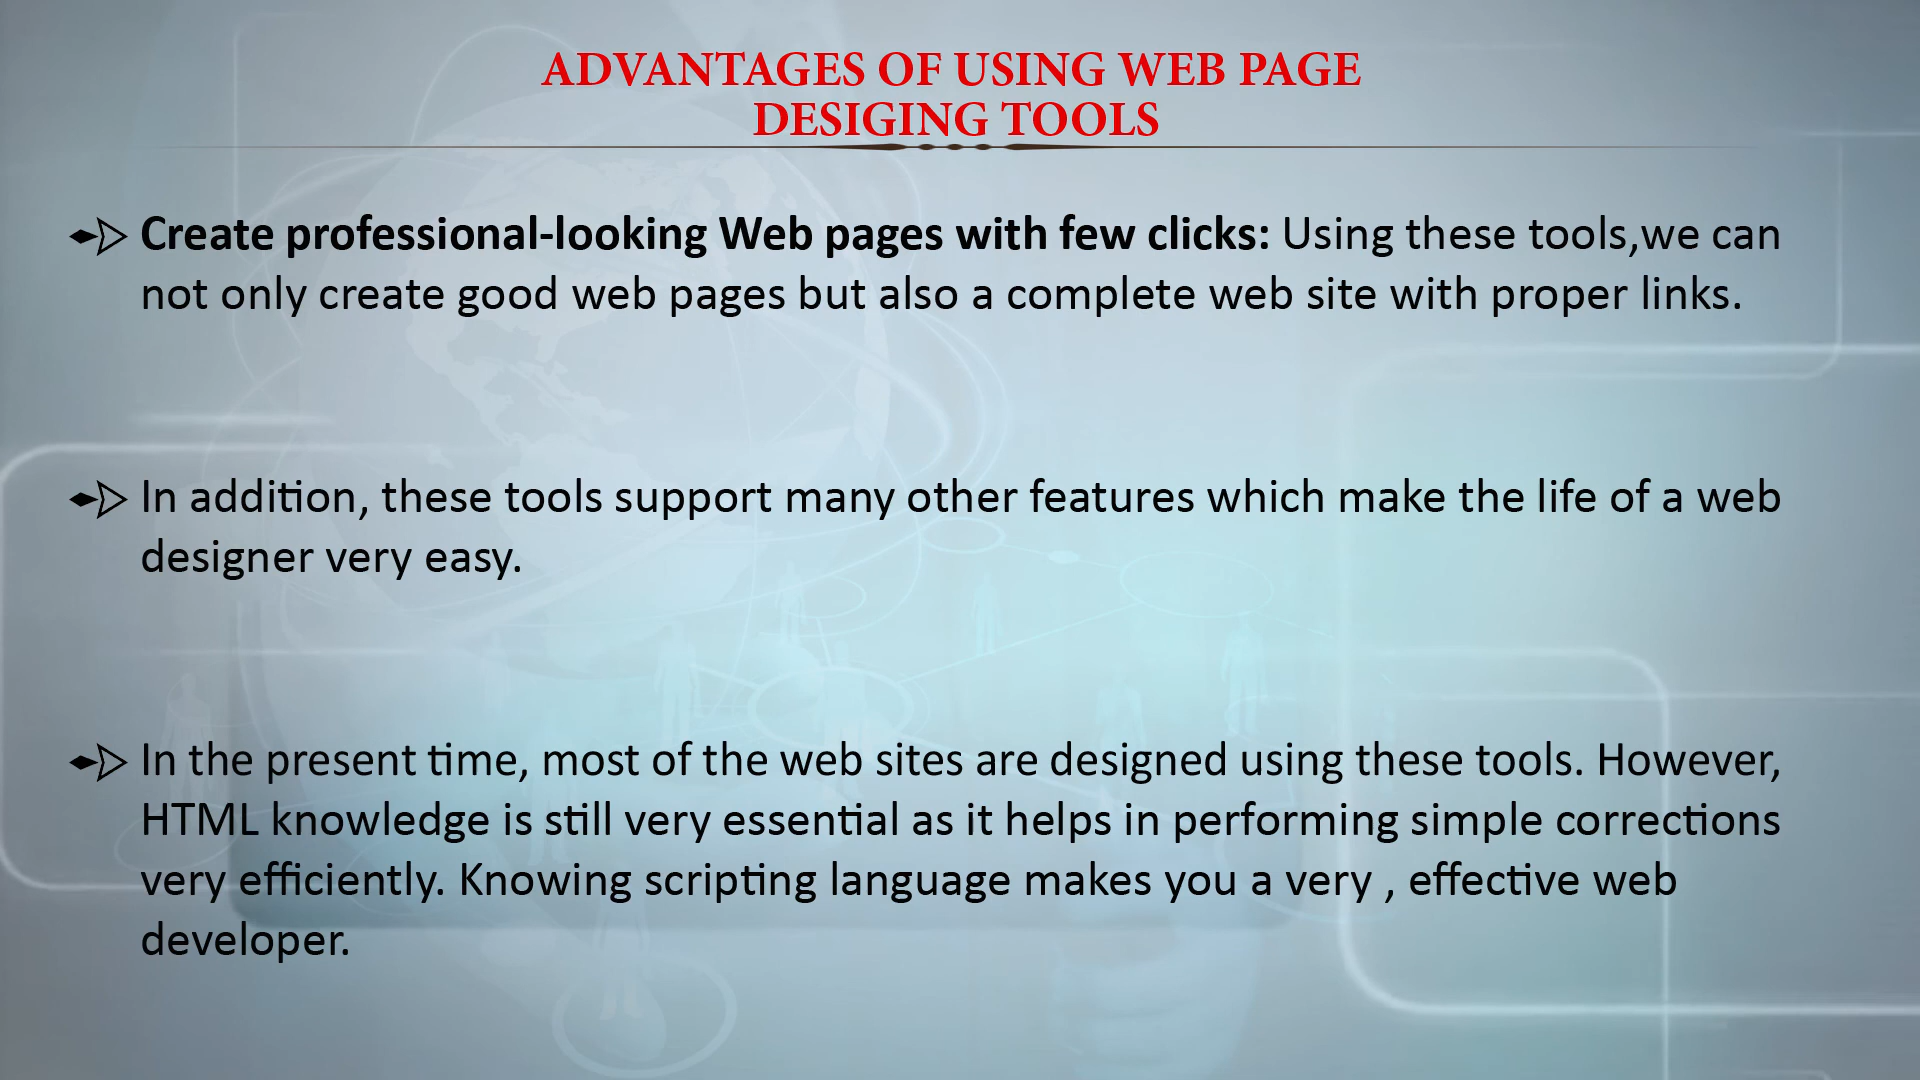 ADVANTAGES OF USING WEB PAGE
DESIGING TOOLS
Create professional-looking Web pages with few clicks: Using these tools,we can
not only create good web pages but also a complete web site with proper links.
In addition, these tools support many other features which make the life of a web
designer very easy.
In the present time, most of the web sites are designed using these tools. However,
HTML knowledge is still very essential as it helps in performing simple corrections
very efficiently. Knowing scripting language makes you a very , effective web
developer.